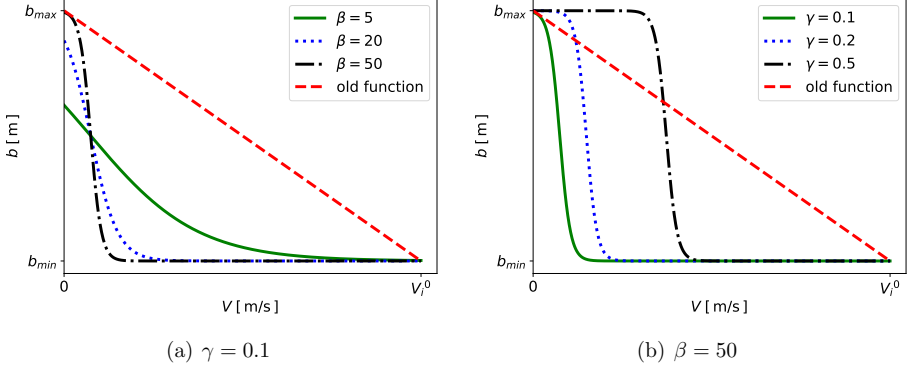 b_max
b [m]
b_min
0
V_i^0
V [m/s]
β = 5
β = 20
β = 50
old function
(a) γ = 0.1
b_max
b [m]
b_min
0
V_i^0
V [m/s]
γ = 0.1
γ = 0.2
γ = 0.5
old function
(b) β = 50